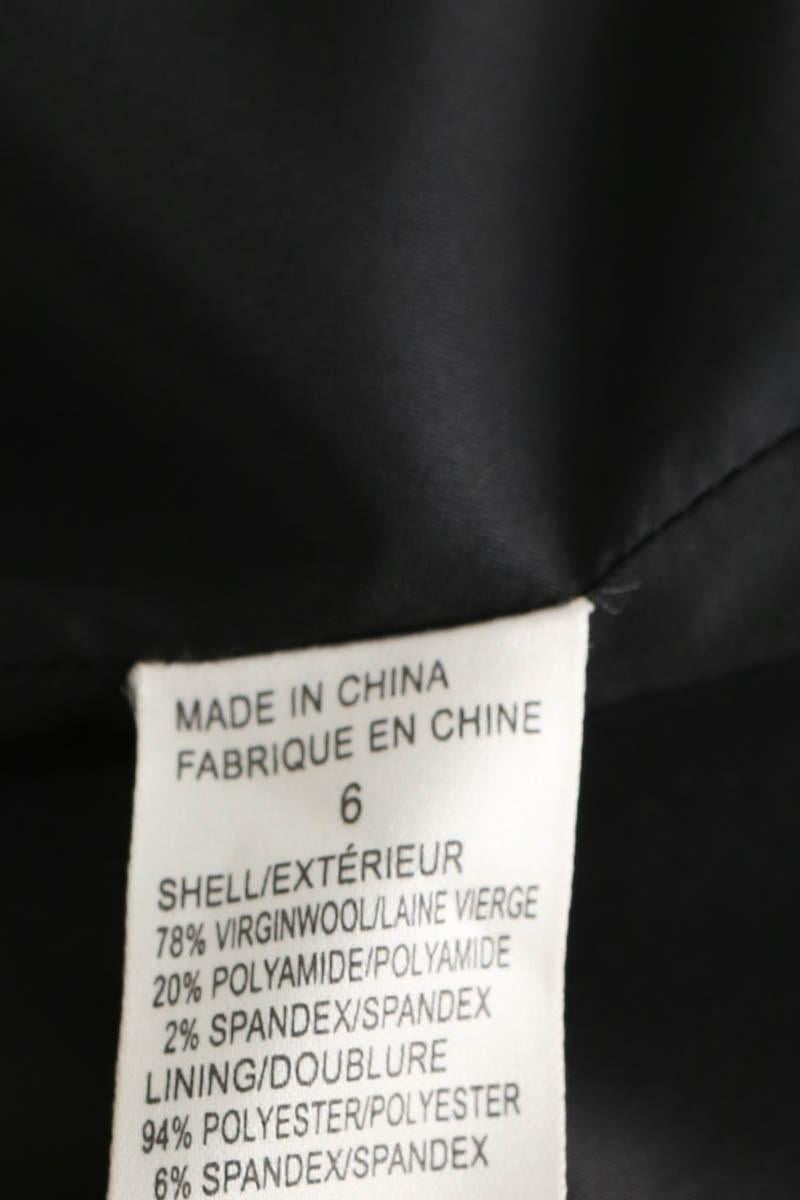 MADE IN CHINA
FABRIQUE EN CHINE
6
SHELL/EXTÉRIEUR
78% VIRGINWOOL/LAINE VIERGE
20% POLYAMIDE/POLYAMIDE
2% SPANDEX/SPANDEX
LINING/DOUBLURE
94% POLYESTER/POLYESTER
6% SPANDEX/SPANDEX